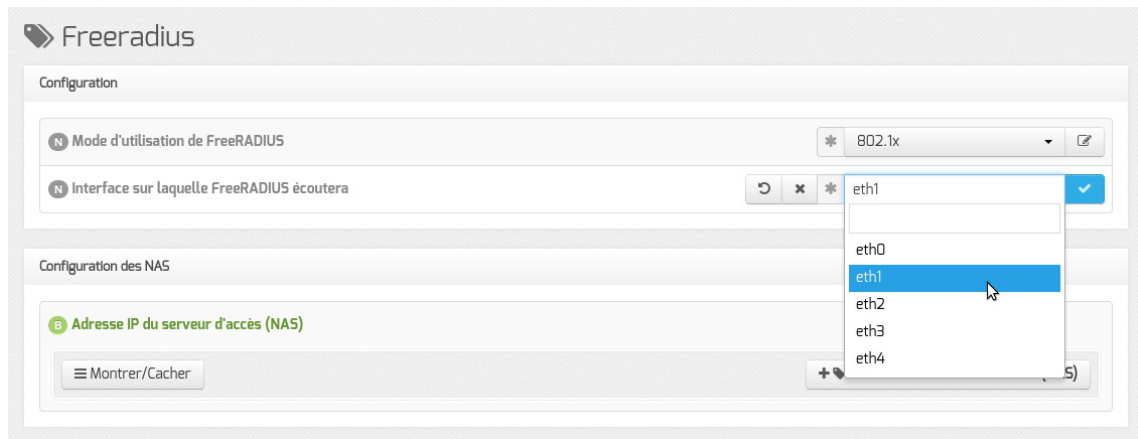 Freeradius
Configuration
N Mode d'utilisation de FreeRADIUS
802.1x
N Interface sur laquelle FreeRADIUS écoutera
eth1
eth0
eth1
eth2
eth3
eth4
Configuration des NAS
B Adresse IP du serveur d'accès (NAS)
Montrer/Cacher
S)